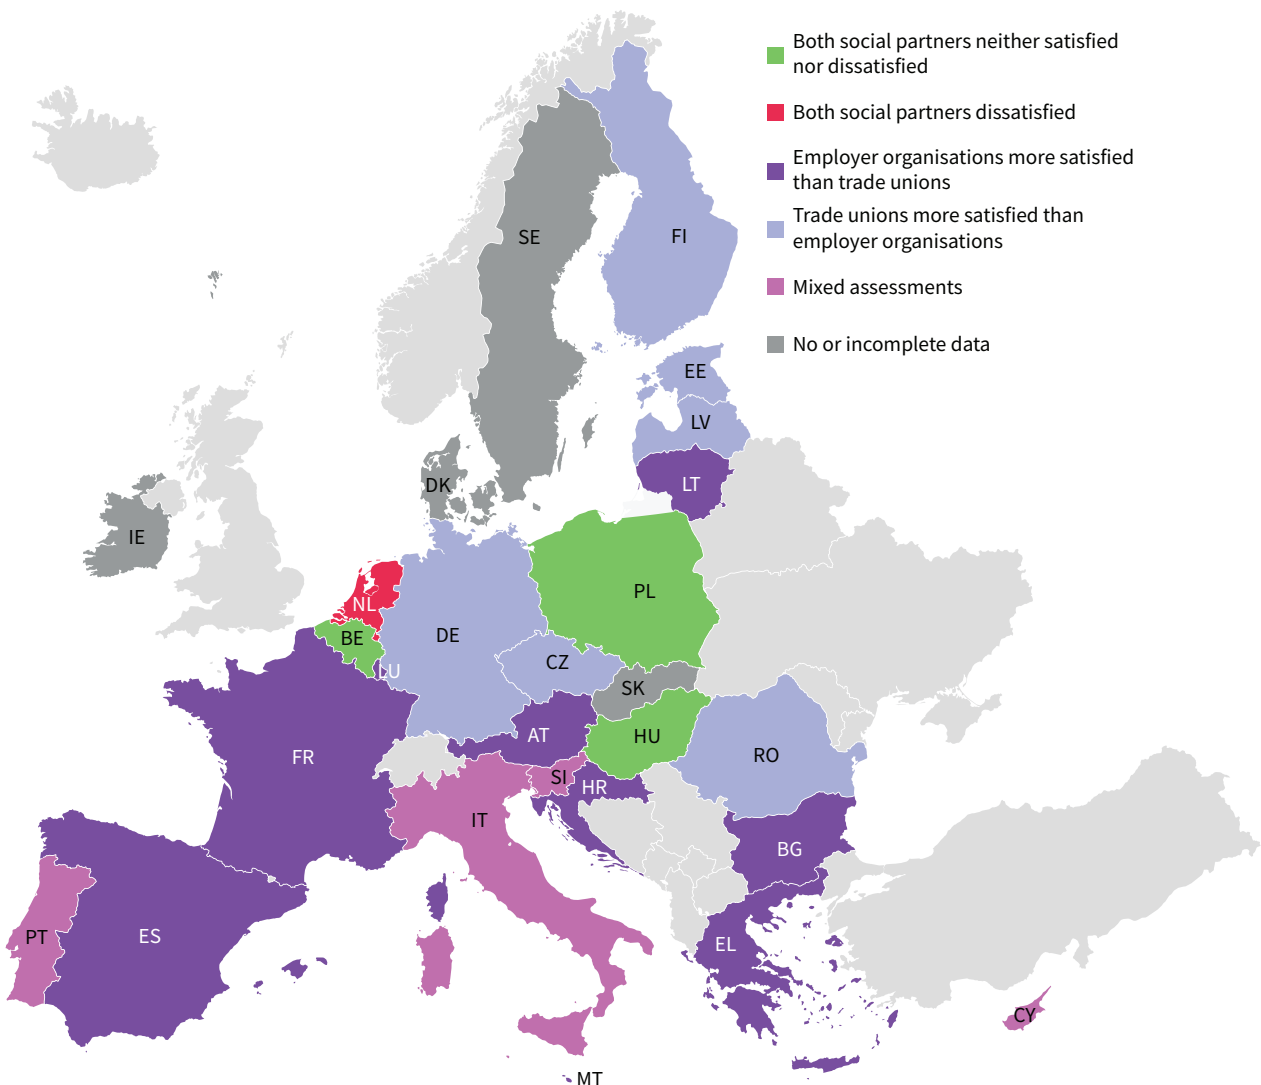 Both social partners neither satisfied
nor dissatisfied
Both social partners dissatisfied
Employer organisations more satisfied
than trade unions
Trade unions more satisfied than
employer organisations
Mixed assessments
No or incomplete data
SE
FI
EE
LV
LT
DK
IE
PL
NL
BE
DE
LU
CZ
SK
AT
HU
FR
RO
SI
HR
IT
BG
PT
ES
EL
CY
MT